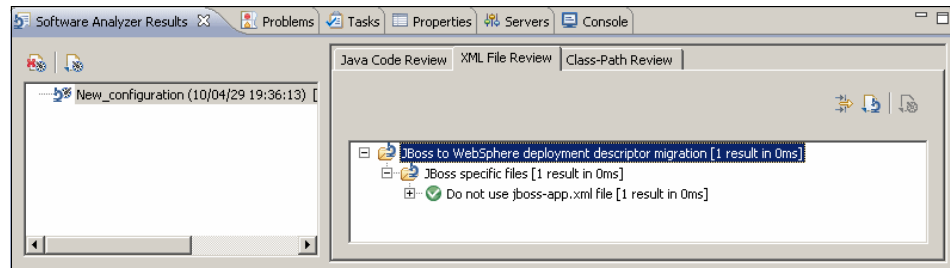 Software Analyzer Results Problems Tasks Properties Servers Console
Java Code Review XML File Review Class-Path Review
New_configuration (10/04/29 19:36:13) [
JBoss to WebSphere deployment descriptor migration [1 result in 0ms]
JBoss specific files [1 result in 0ms]
Do not use jboss-app.xml file [1 result in 0ms]